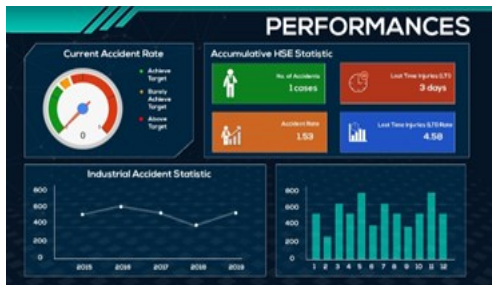 PERFORMANCES
Current Accident Rate
Achieve
Target
Barely
Achieve
Target
Above
Target
0
Accumulative HSE Statistic
No. of Accidents
1 cases
Lost Time Injuries (LTI)
3 days
Accident Rate
1.53
Lost Time Injuries (LTI) Rate
4.58
Industrial Accident Statistic
800
600
400
200
0
2015 2016 2017 2018 2019
800
600
400
200
0
1 2 3 4 5 6 7 8 9 10 11 12